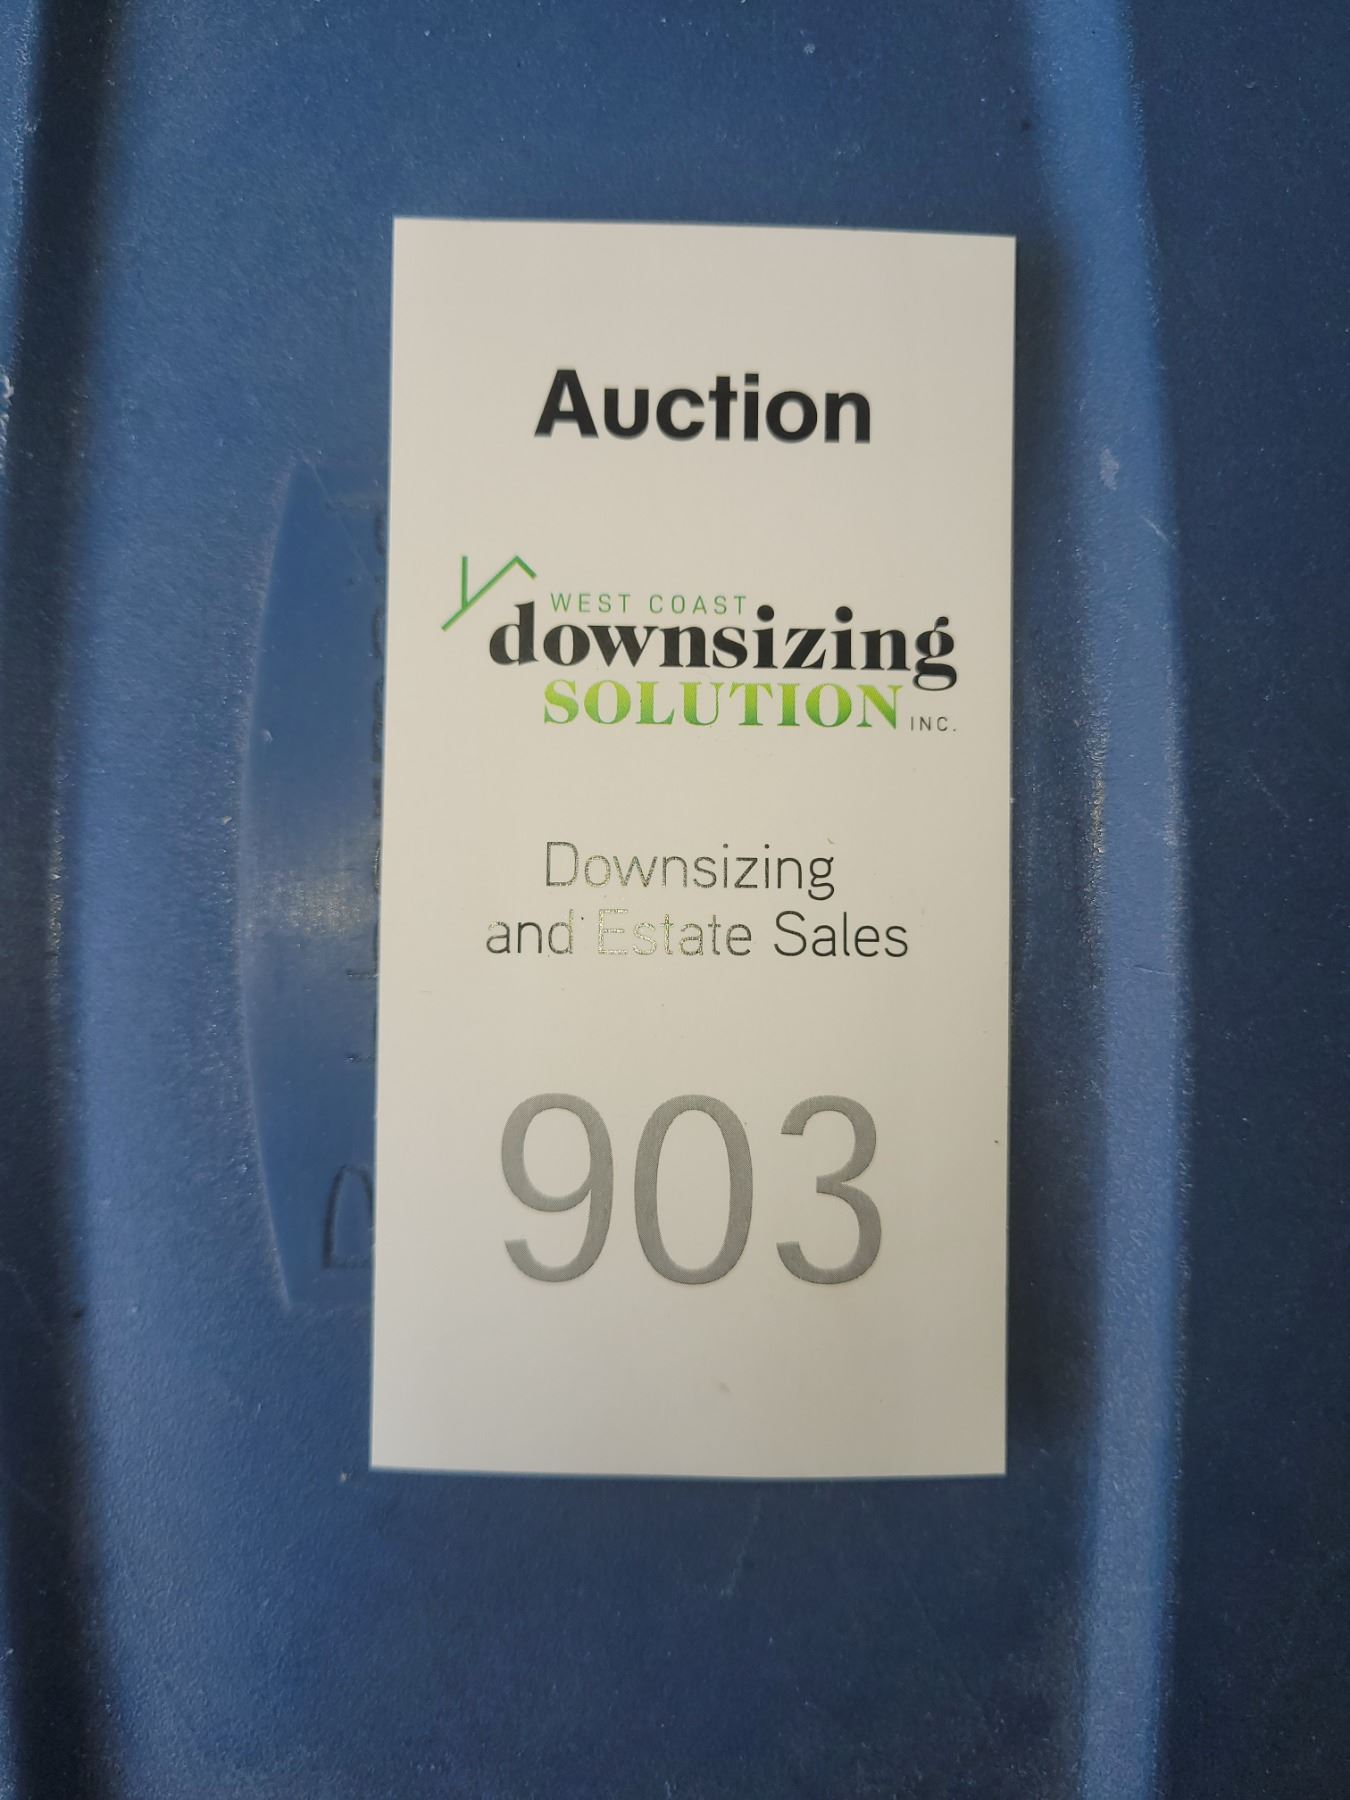 Auction
WEST COAST
downsizing
SOLUTION INC.
Downsizing
and Estate Sales
903